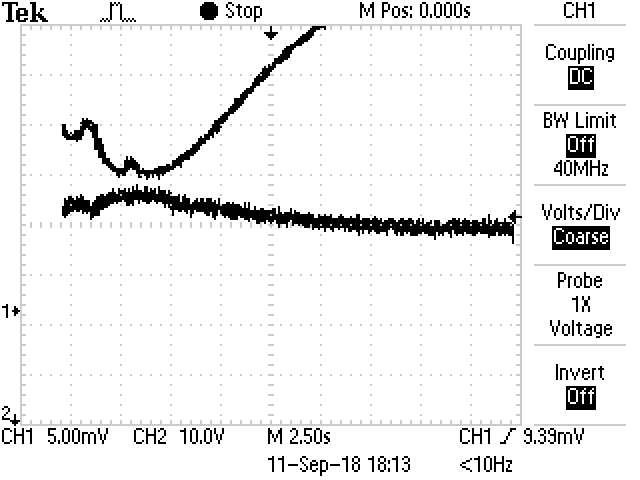 Tek Stop M Pos: 0.000s CH1
Coupling
DC
BW Limit
Off
40MHz
Volts/Div
Coarse
Probe
1X
Voltage
Invert
Off
1
2
CH1 5.00mV CH2 10.0V M 2.50s CH1 9.39mV
11-Sep-18 18:13 <10Hz